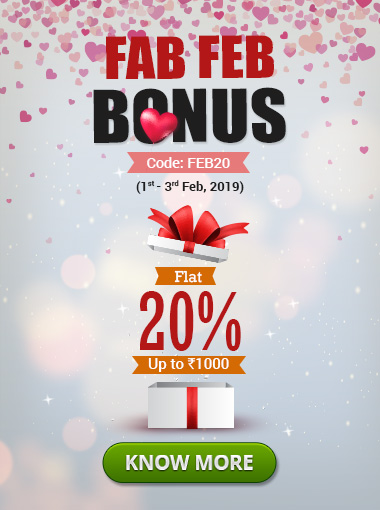 FAB FEB
BONUS
Code: FEB20
(1st - 3rd Feb, 2019)
Flat
20%
Up to ₹1000
KNOW MORE